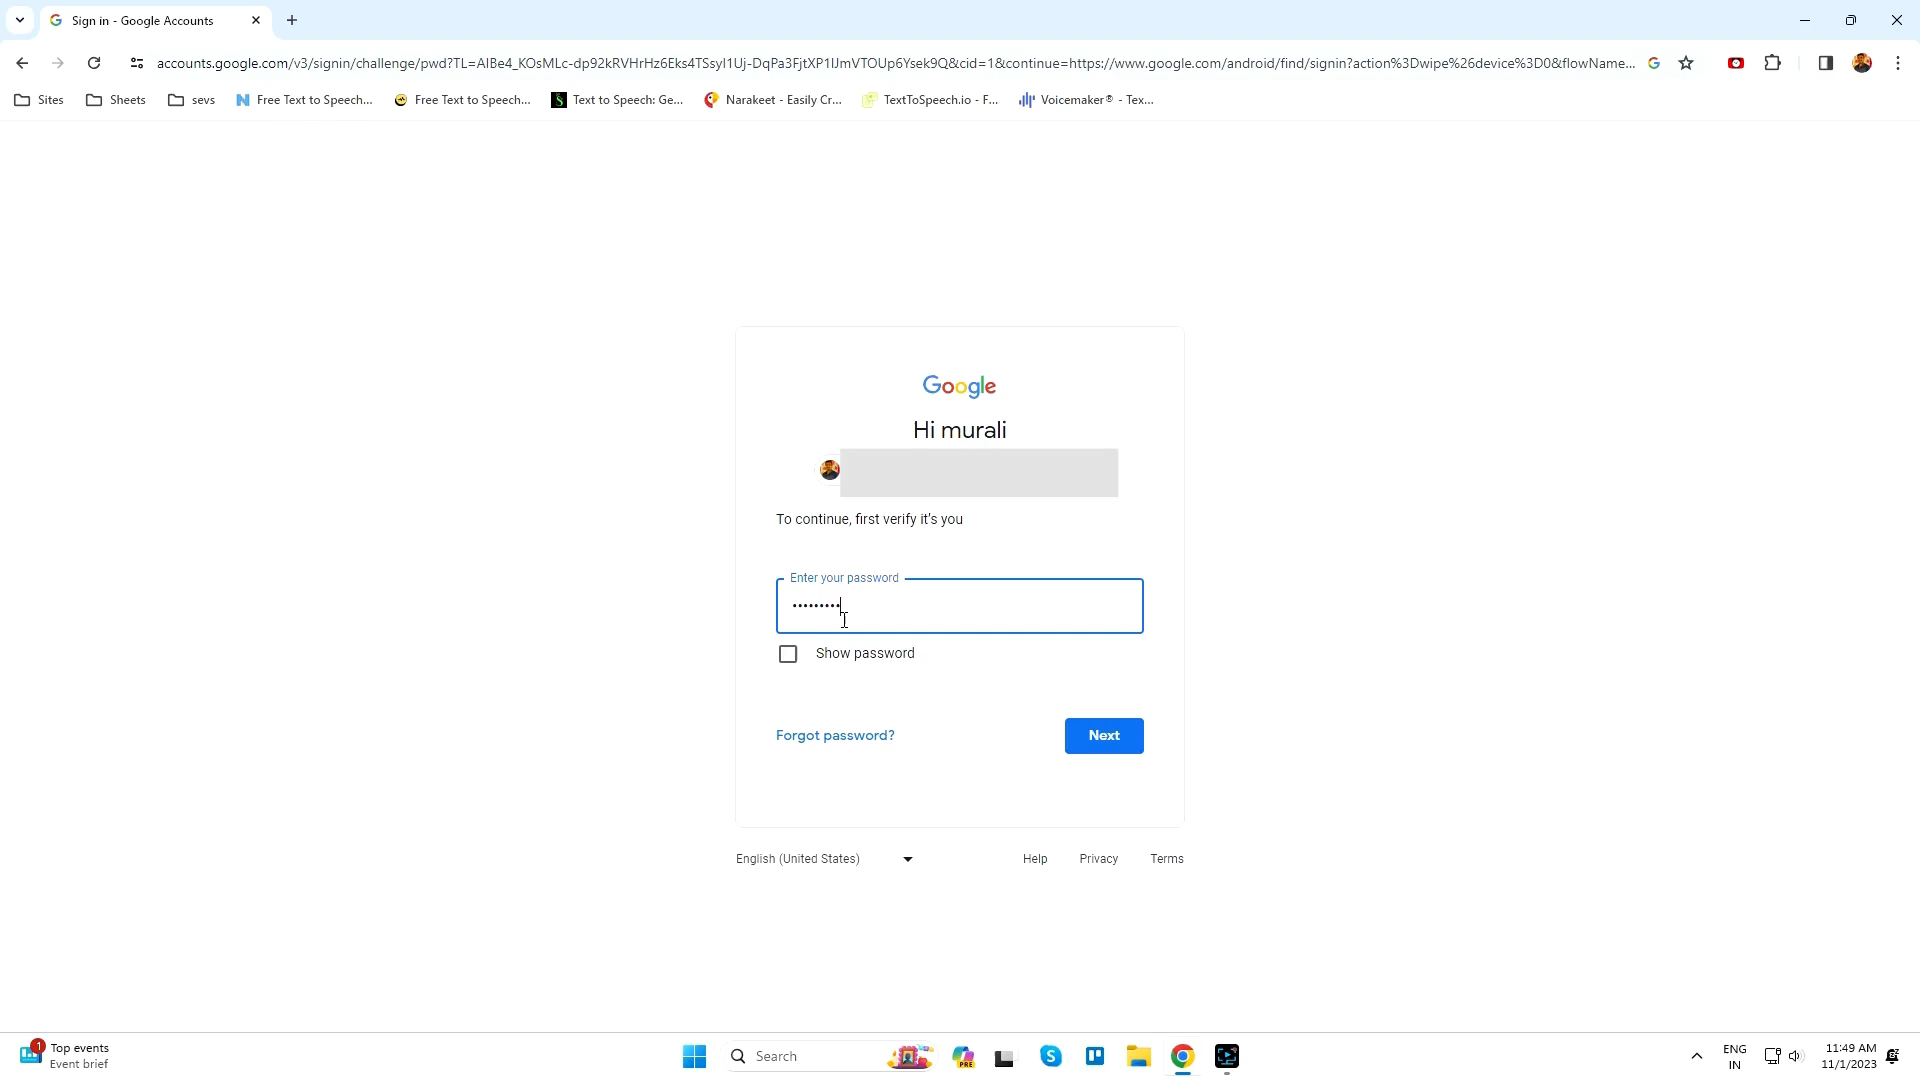 Sign in - Google Accounts
accounts.google.com/v3/signin/challenge/pwd?TL=AIBe4_KOsMLc-dp92kRVHrHz6Eks4TSsyI1Uj-DqPa3FjtXP1IJmVTOUp6Ysek9Q&cid=1&continue=https://www.google.com/android/find/signin?action%3Dwipe%26device%3D0&flowName...
Sites
Sheets
sevs
Free Text to Speech...
Free Text to Speech...
Text to Speech: Ge...
Narakeet - Easily Cr...
TextToSpeech.io - F...
Voicemaker® - Tex...
Google
Hi murali
To continue, first verify it's you
Enter your password
•••••••••
Show password
Forgot password?
Next
English (United States)
Help
Privacy
Terms
1
Top events
Event brief
Search
PRE
ENG
IN
11:49 AM
11/1/2023